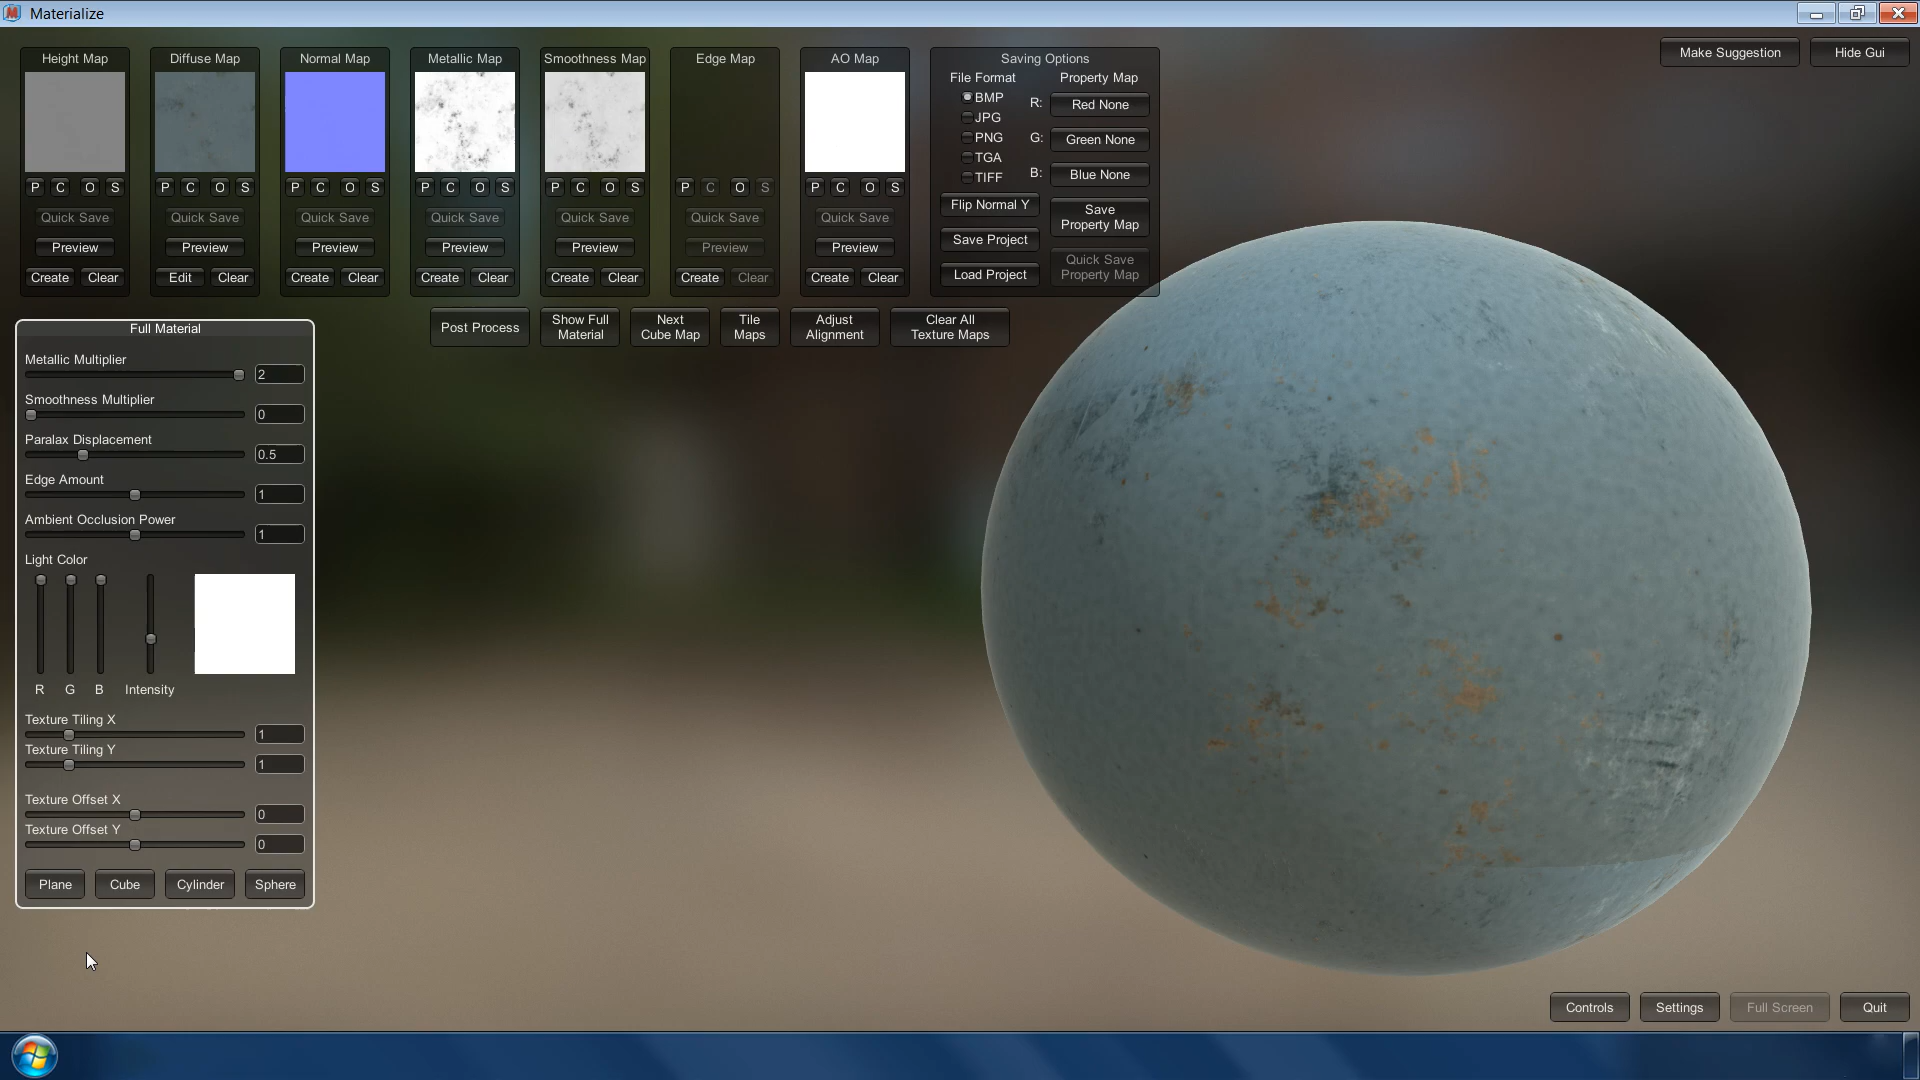 Materialize
Make Suggestion
Hide Gui
Height Map
Diffuse Map
Normal Map
Metallic Map
Smoothness Map
Edge Map
AO Map
P C O S
P C O S
P C O S
P C O S
P C O S
P C O S
P C O S
Quick Save
Quick Save
Quick Save
Quick Save
Quick Save
Quick Save
Quick Save
Preview
Preview
Preview
Preview
Preview
Preview
Preview
Create Clear
Edit Clear
Create Clear
Create Clear
Create Clear
Create Clear
Create Clear
Saving Options
File Format
Property Map
BMP
JPG
PNG
TGA
TIFF
R: Red None
G: Green None
B: Blue None
Flip Normal Y
Save Project
Load Project
Save
Property Map
Quick Save
Property Map
Post Process
Show Full
Material
Next
Cube Map
Tile
Maps
Adjust
Alignment
Clear All
Texture Maps
Full Material
Metallic Multiplier
2
Smoothness Multiplier
0
Paralax Displacement
0.5
Edge Amount
1
Ambient Occlusion Power
1
Light Color
R G B Intensity
Texture Tiling X
1
Texture Tiling Y
1
Texture Offset X
0
Texture Offset Y
0
Plane
Cube
Cylinder
Sphere
Controls
Settings
Full Screen
Quit